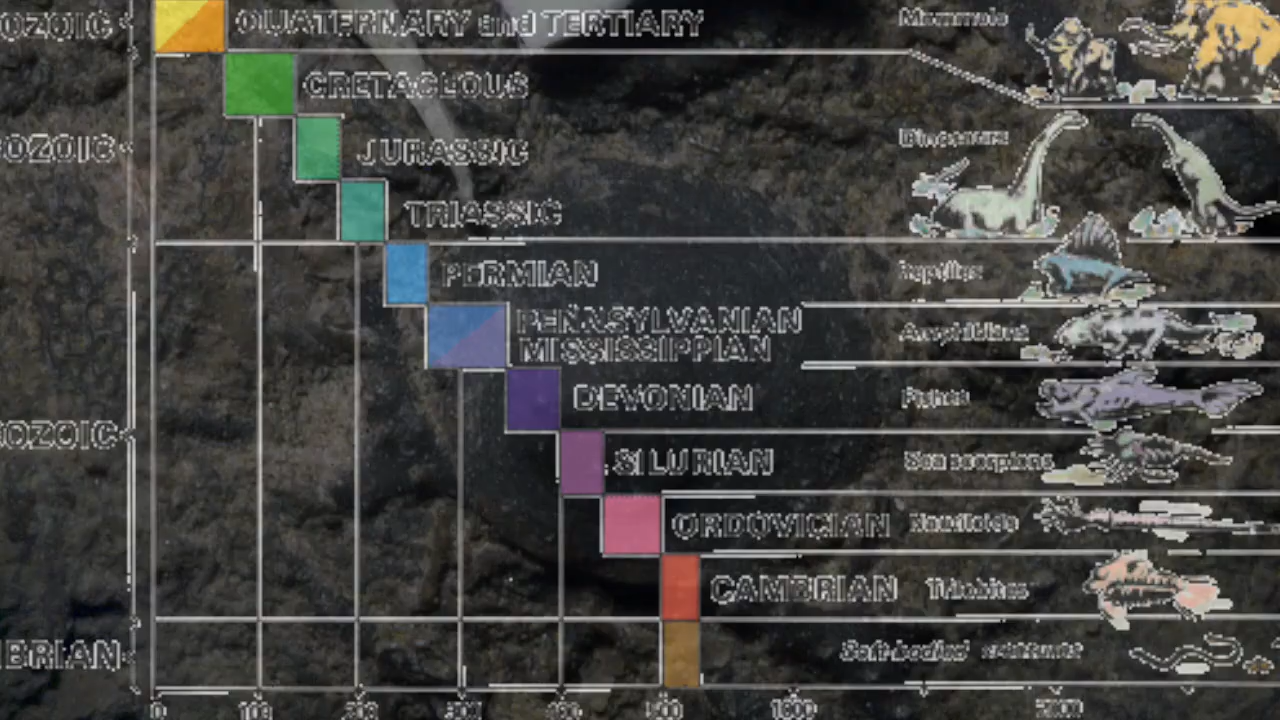 OZOIC QUATERNARY and TERTIARY Mammals
CRETACEOUS
OZOIC JURASSIC Dinosaurs
TRIASSIC
PERMIAN Reptiles
PENNSYLVANIAN Amphibians
MISSISSIPPIAN
DEVONIAN Fishes
OZOIC SILURIAN Sea scorpions
ORDOVICIAN Nautiloids
CAMBRIAN Trilobites
BRIAN Soft-bodied
0 100 200 300 400 500 1000 2000